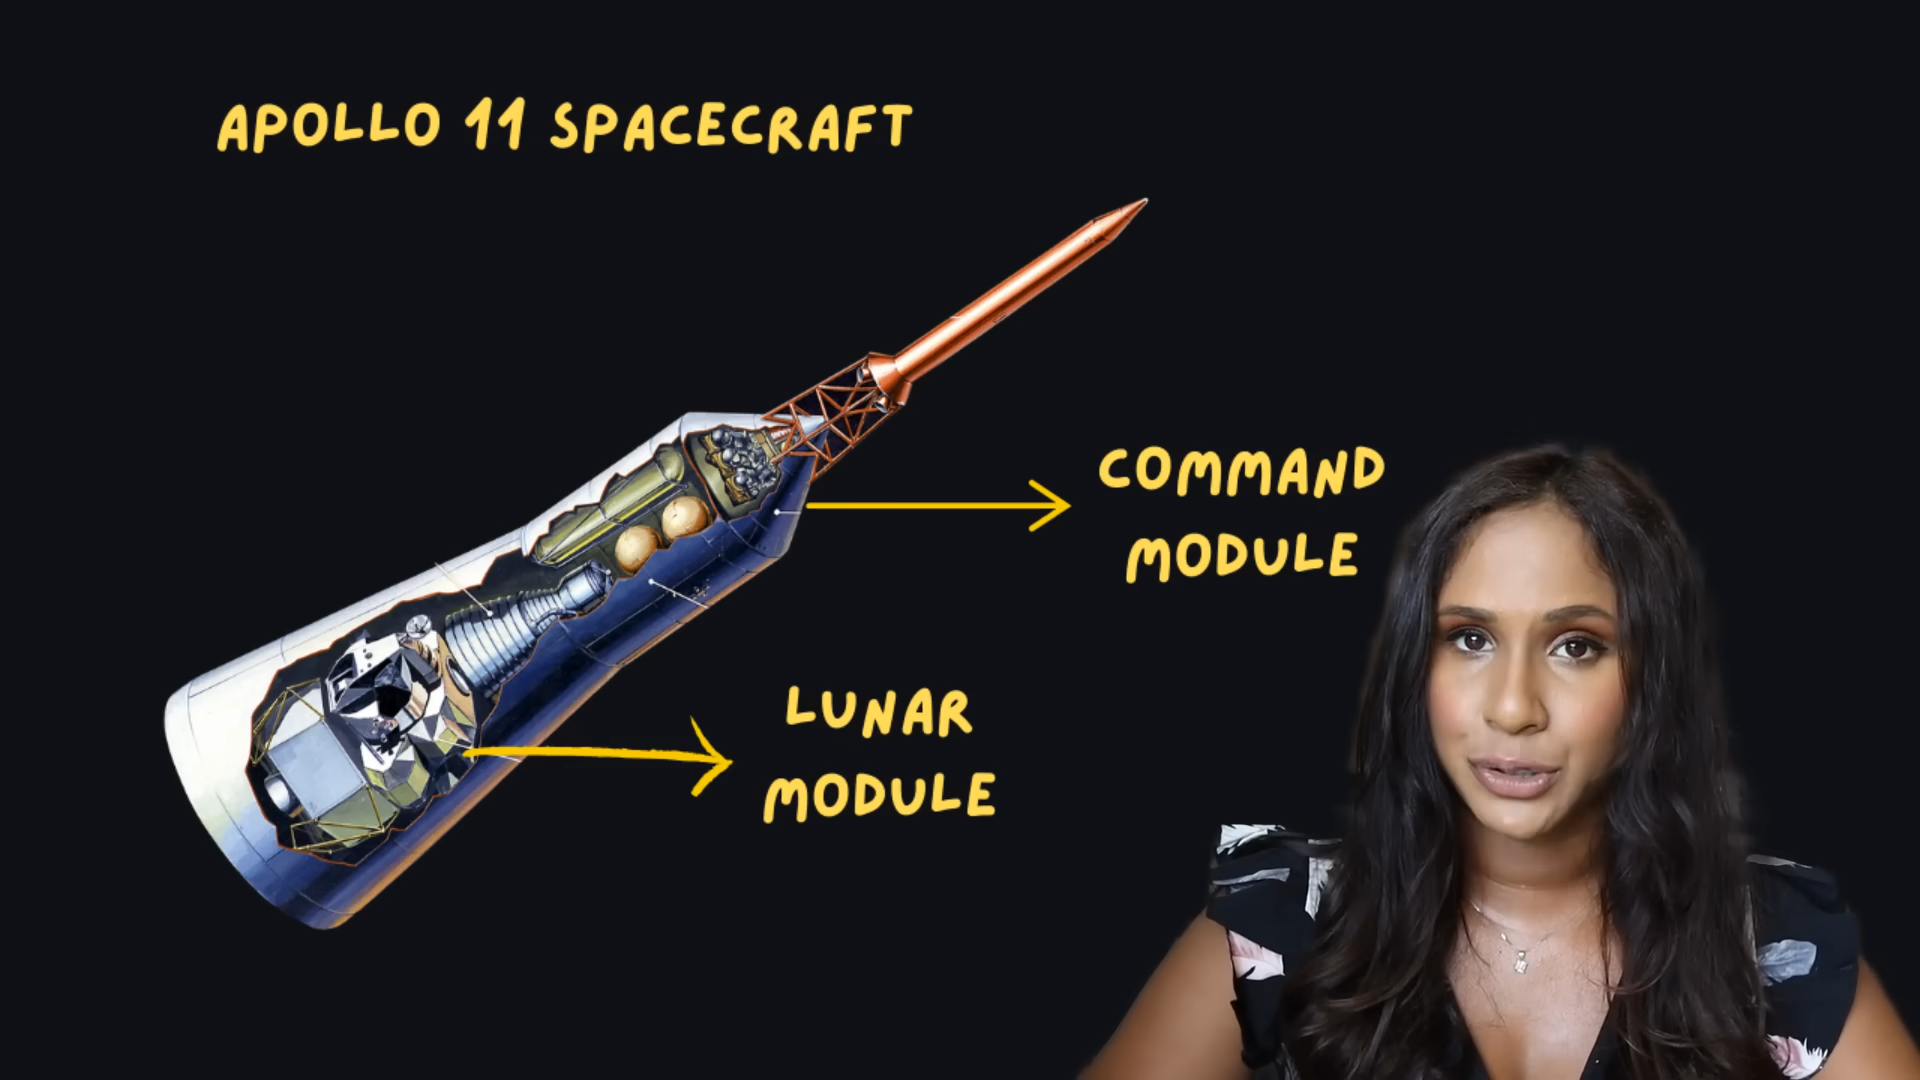 APOLLO 11 SPACECRAFT
COMMAND
MODULE
LUNAR
MODULE